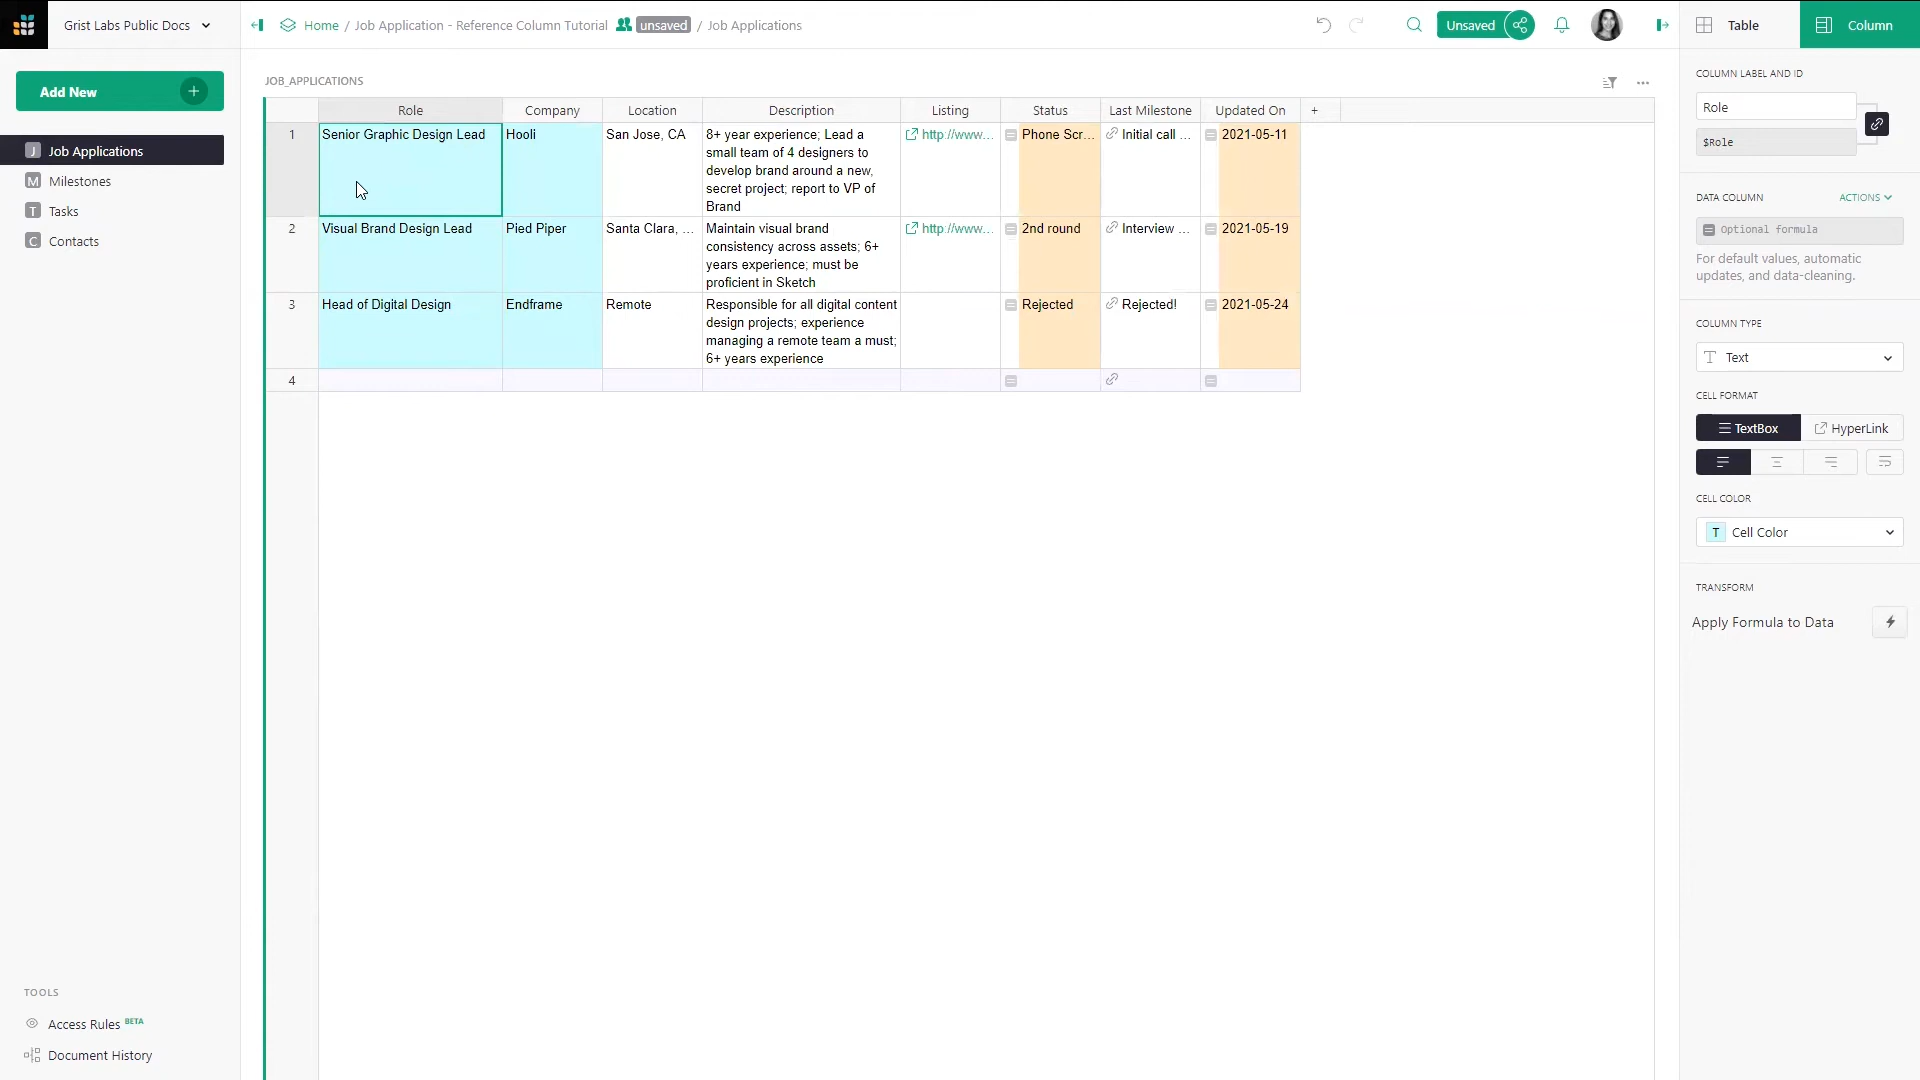 Grist Labs Public Docs
Home / Job Application - Reference Column Tutorial unsaved / Job Applications
Unsaved
Table
Column
Add New +
J Job Applications
M Milestones
T Tasks
C Contacts
TOOLS
Access Rules BETA
Document History
JOB_APPLICATIONS
Role Company Location Description Listing Status Last Milestone Updated On +
1 Senior Graphic Design Lead Hooli San Jose, CA 8+ year experience; Lead a http://www... Phone Scr... Initial call ... 2021-05-11
small team of 4 designers to
develop brand around a new,
secret project; report to VP of
Brand
2 Visual Brand Design Lead Pied Piper Santa Clara, ... Maintain visual brand http://www... 2nd round Interview ... 2021-05-19
consistency across assets; 6+
years experience; must be
proficient in Sketch
3 Head of Digital Design Endframe Remote Responsible for all digital content Rejected Rejected! 2021-05-24
design projects; experience
managing a remote team a must;
6+ years experience
4
COLUMN LABEL AND ID
Role
$Role
DATA COLUMN ACTIONS
Optional formula
For default values, automatic
updates, and data-cleaning.
COLUMN TYPE
T Text
CELL FORMAT
TextBox HyperLink
CELL COLOR
T Cell Color
TRANSFORM
Apply Formula to Data